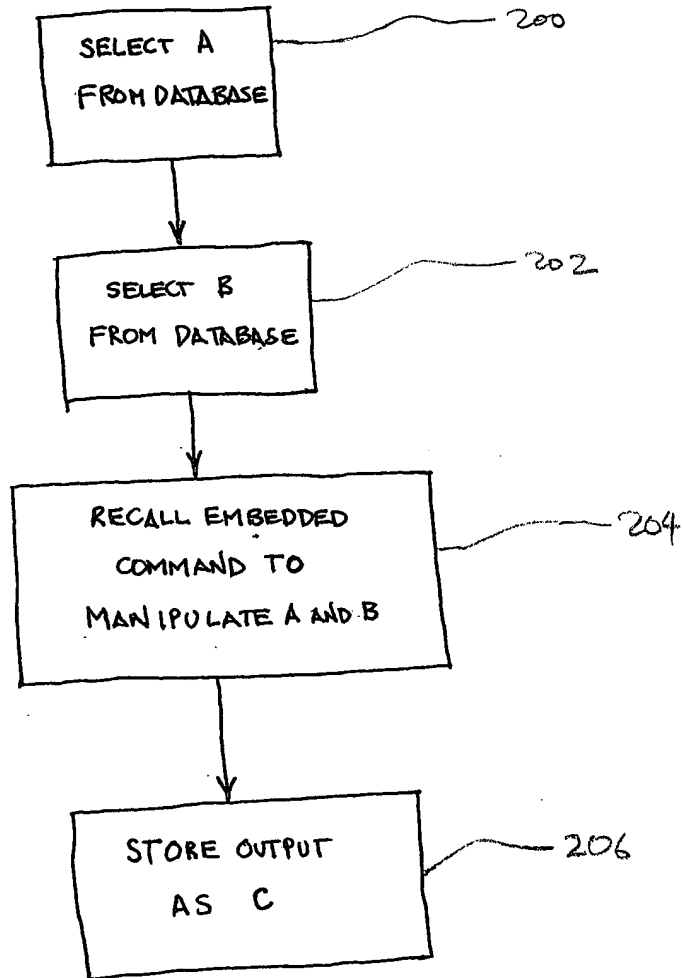 SELECT A
FROM DATABASE
200
SELECT B
FROM DATABASE
202
RECALL EMBEDDED
COMMAND TO
MANIPULATE A AND B
204
STORE OUTPUT
AS C
206